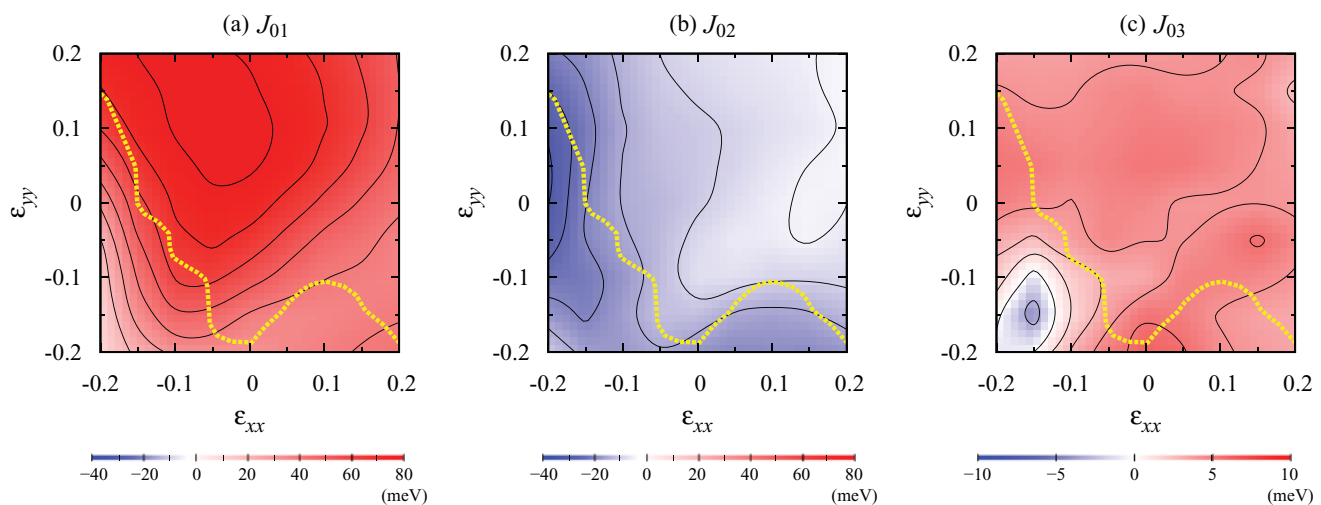 (a) J01 (b) J02 (c) J03
0.2 0.2 0.2
0.1 0.1 0.1
εyy 0 εyy 0 εyy 0
-0.1 -0.1 -0.1
-0.2 -0.2 -0.2
-0.2 -0.1 0 0.1 0.2 -0.2 -0.1 0 0.1 0.2 -0.2 -0.1 0 0.1 0.2
εxx εxx εxx
−40 −20 0 20 40 60 80 −40 −20 0 20 40 60 80 −10 −5 0 5 10
(meV) (meV) (meV)